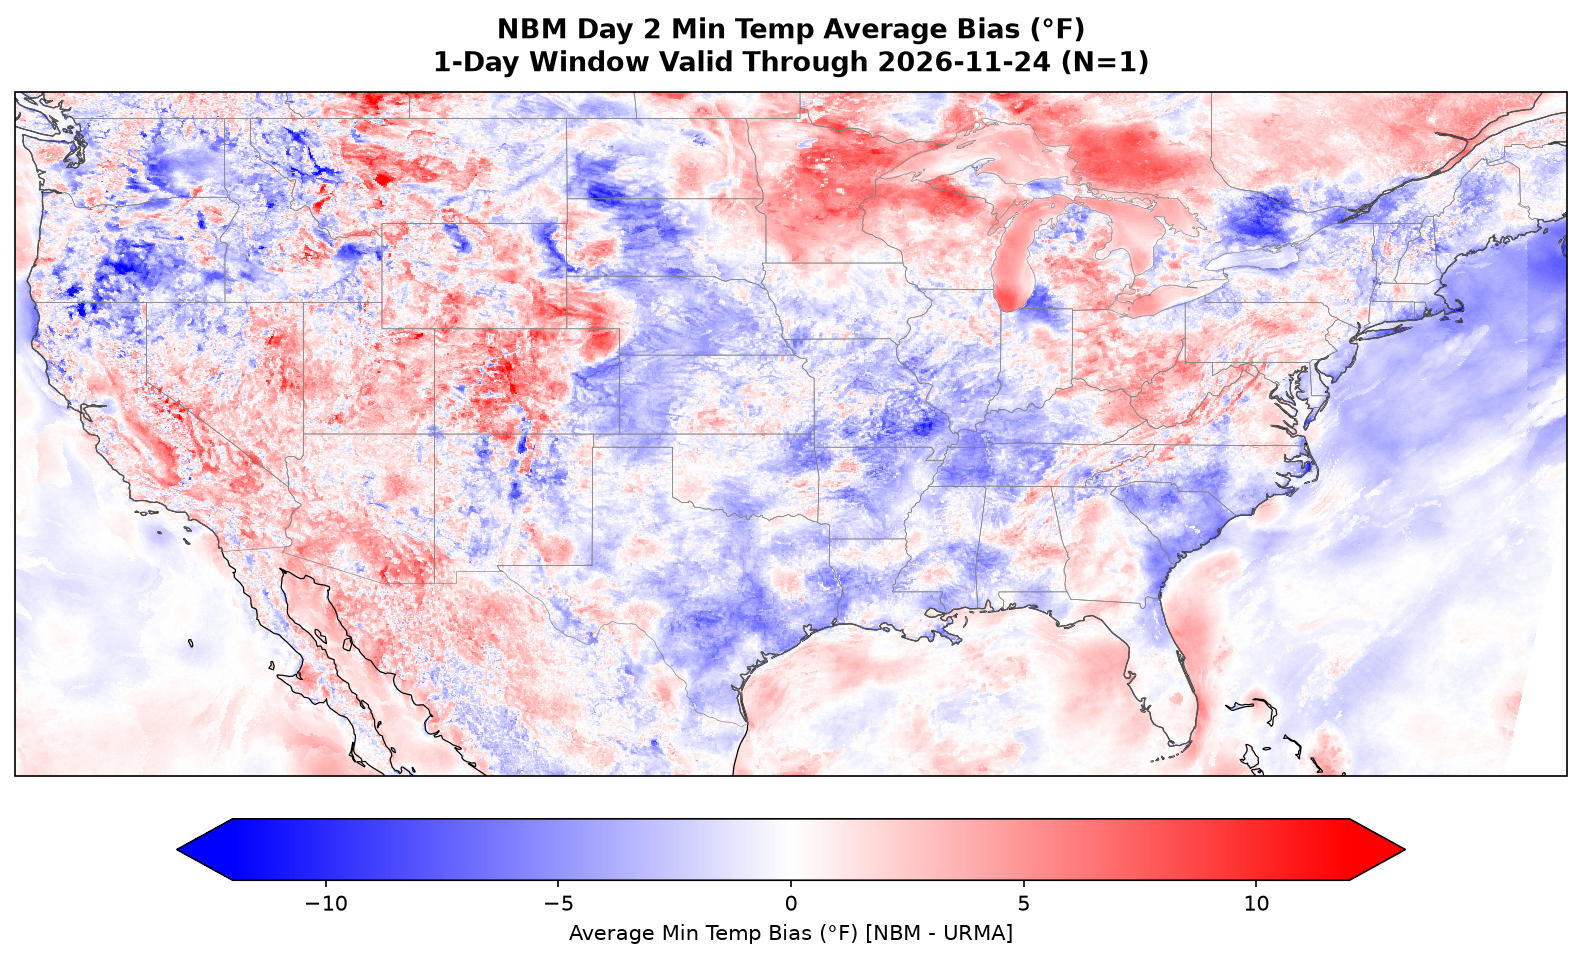 NBM Day 2 Min Temp Average Bias (°F)
1-Day Window Valid Through 2026-11-24 (N=1)
−10 −5 0 5 10
Average Min Temp Bias (°F) [NBM - URMA]